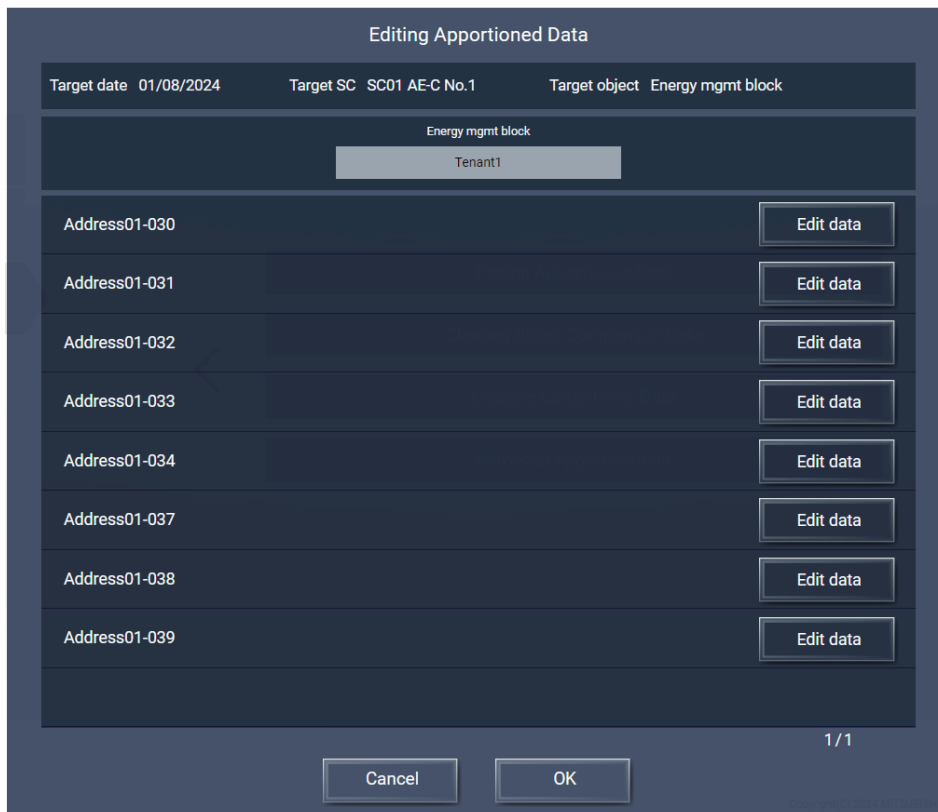 Editing Apportioned Data
Target date 01/08/2024 Target SC SC01 AE-C No.1 Target object Energy mgmt block
Energy mgmt block
Tenant1
Address01-030 Edit data
Address01-031 Edit data
Address01-032 Edit data
Address01-033 Edit data
Address01-034 Edit data
Address01-037 Edit data
Address01-038 Edit data
Address01-039 Edit data
1/1
Cancel OK